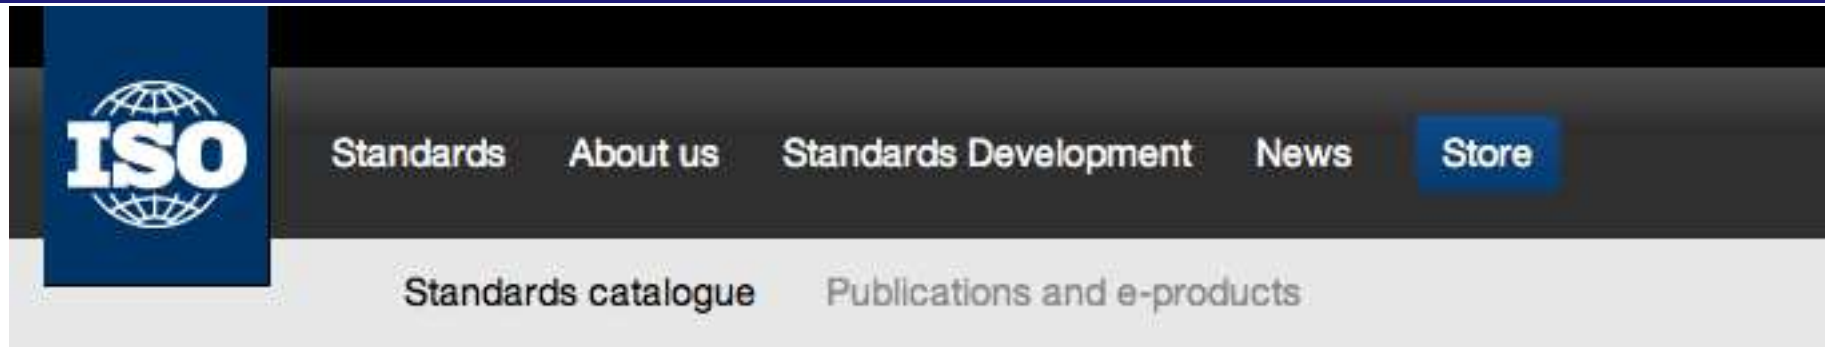 ISO
Standards About us Standards Development News Store
Standards catalogue Publications and e-products